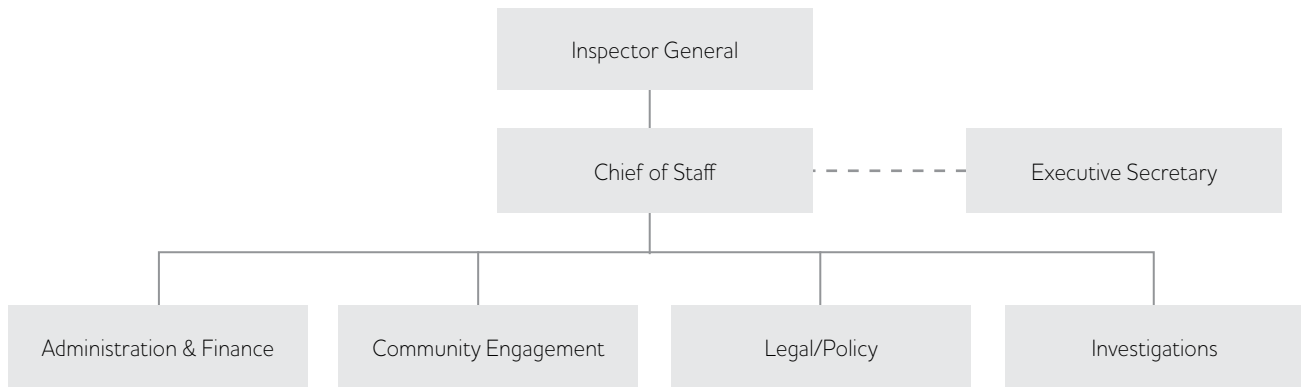 Inspector General
Chief of Staff
Executive Secretary
Administration & Finance
Community Engagement
Legal/Policy
Investigations